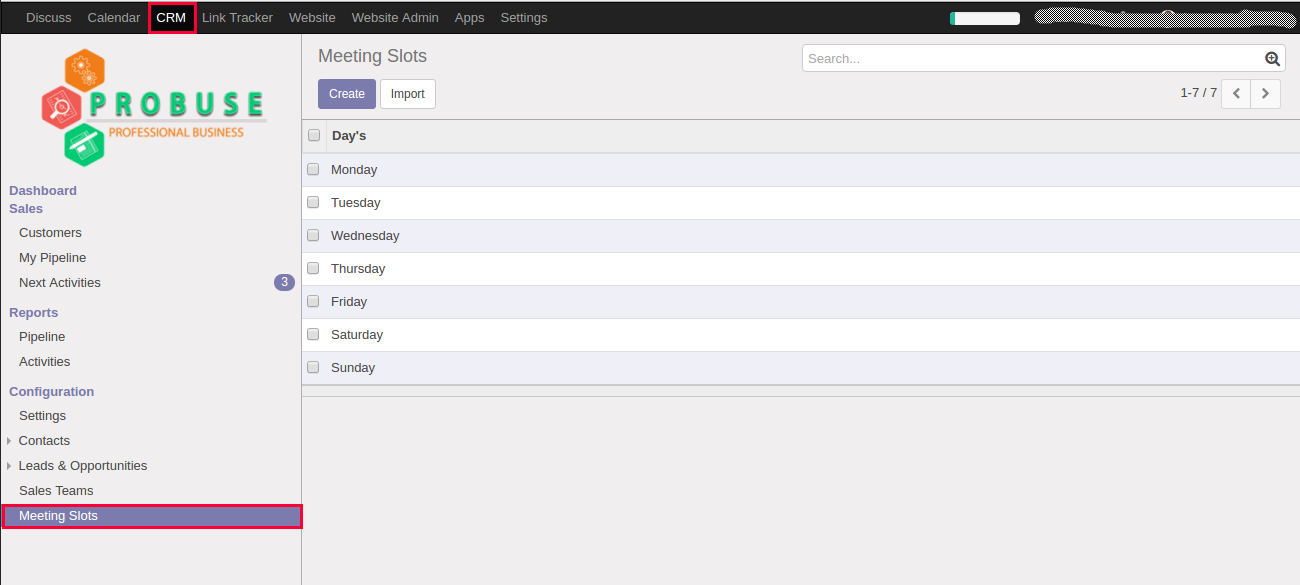 Discuss Calendar CRM Link Tracker Website Website Admin Apps Settings
PROBUSE
PROFESSIONAL BUSINESS
Dashboard
Sales
Customers
My Pipeline
Next Activities 3
Reports
Pipeline
Activities
Configuration
Settings
Contacts
Leads & Opportunities
Sales Teams
Meeting Slots
Meeting Slots
Search...
Create Import
1-7 / 7
Day's
Monday
Tuesday
Wednesday
Thursday
Friday
Saturday
Sunday